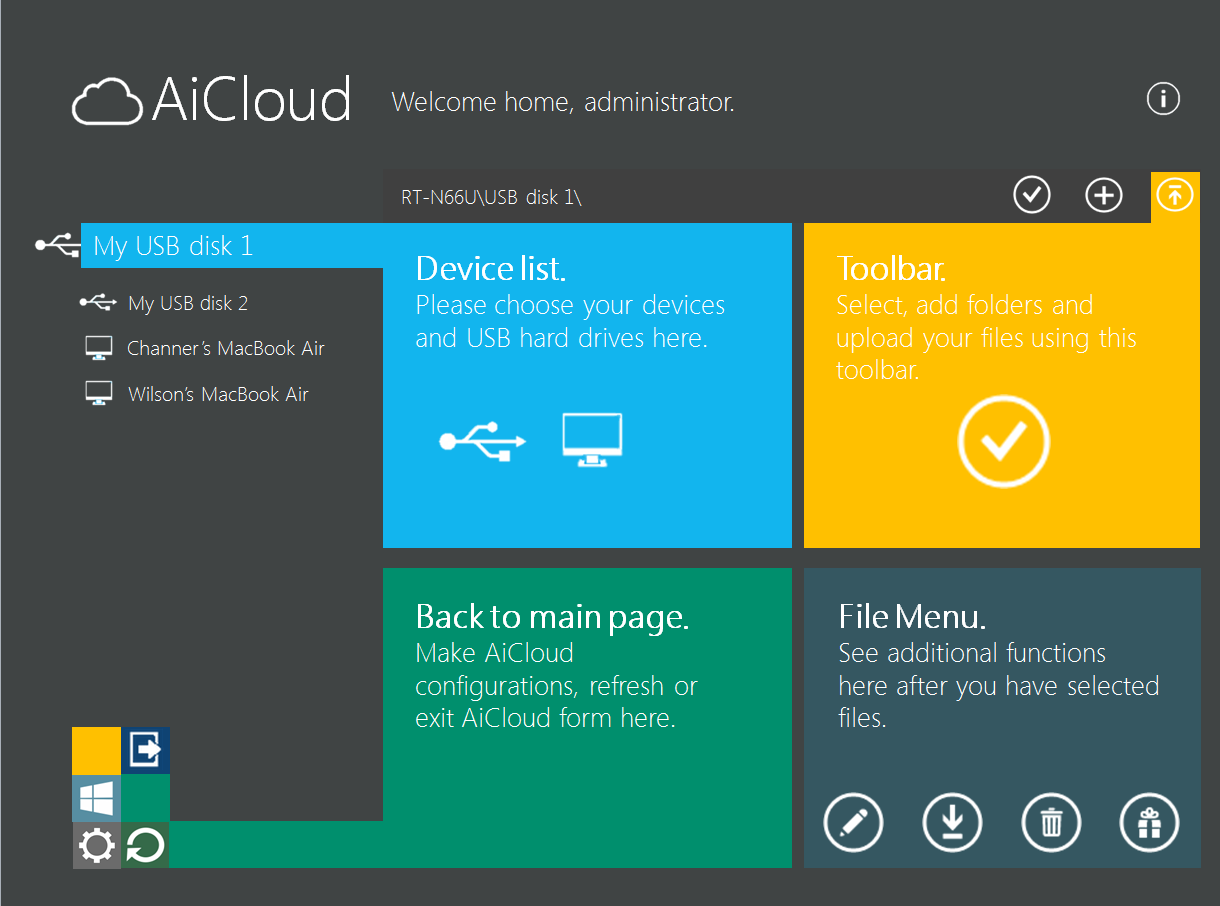 AiCloud
Welcome home, administrator.
RT-N66U\USB disk 1\
My USB disk 1
My USB disk 2
Channer's MacBook Air
Wilson's MacBook Air
Device list.
Please choose your devices
and USB hard drives here.
Toolbar.
Select, add folders and
upload your files using this
toolbar.
Back to main page.
Make AiCloud
configurations, refresh or
exit AiCloud form here.
File Menu.
See additional functions
here after you have selected
files.